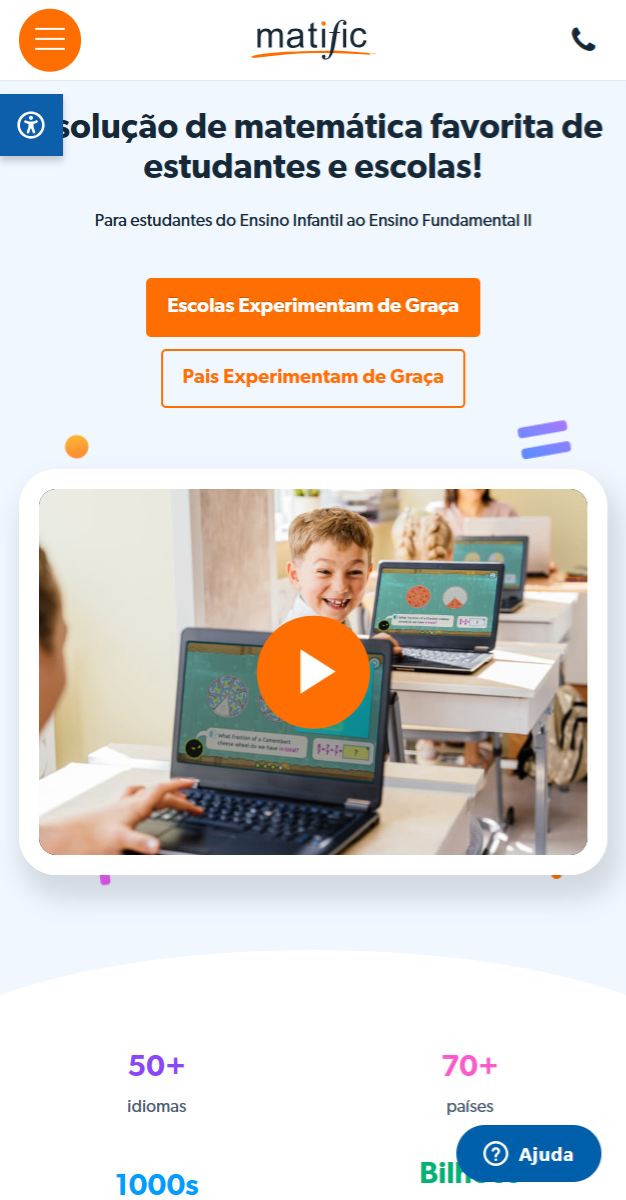 matific
solução de matemática favorita de
estudantes e escolas!
Para estudantes do Ensino Infantil ao Ensino Fundamental II
Escolas Experimentam de Graça
Pais Experimentam de Graça
What fraction of a Camembert
cheese wheel do we have in total?
?
50+
70+
idiomas
países
Ajuda
1000s